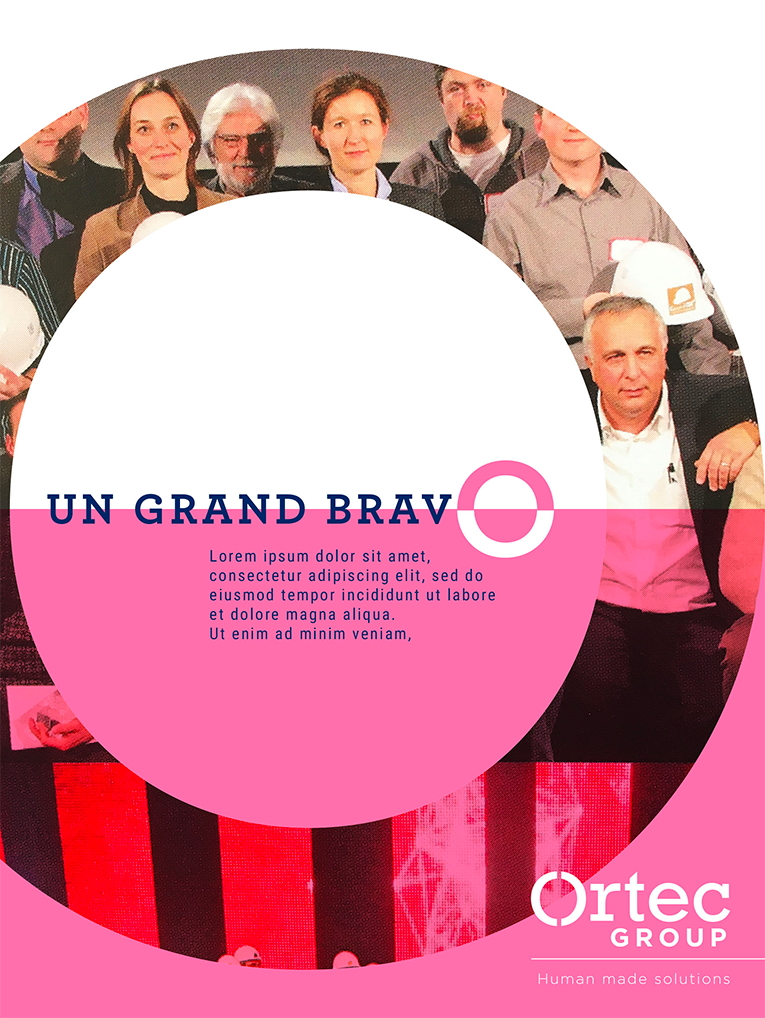 UN GRAND BRAVO
Lorem ipsum dolor sit amet,
consectetur adipiscing elit, sed do
eiusmod tempor incididunt ut labore
et dolore magna aliqua.
Ut enim ad minim veniam,
Ortec
GROUP
Human made solutions